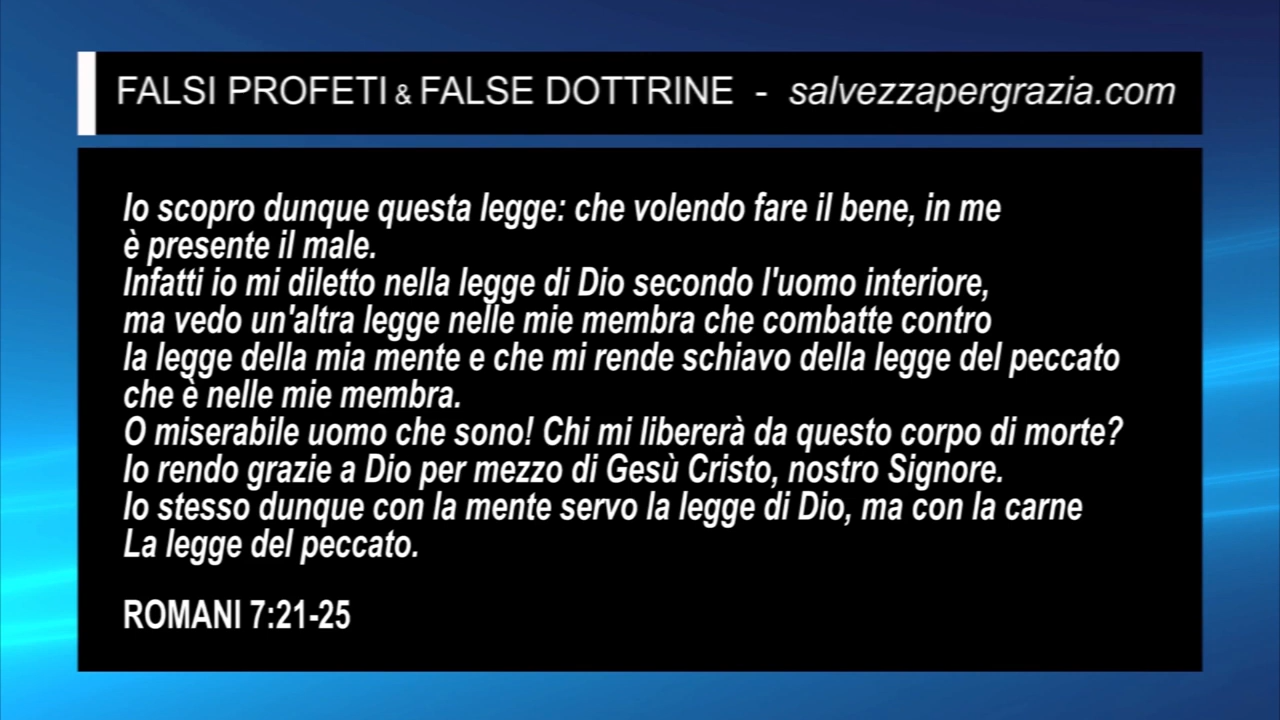 FALSI PROFETI & FALSE DOTTRINE - salvezzapergrazia.com
Io scopro dunque questa legge: che volendo fare il bene, in me
è presente il male.
Infatti io mi diletto nella legge di Dio secondo l'uomo interiore,
ma vedo un'altra legge nelle mie membra che combatte contro
la legge della mia mente e che mi rende schiavo della legge del peccato
che è nelle mie membra.
O miserabile uomo che sono! Chi mi libererà da questo corpo di morte?
Io rendo grazie a Dio per mezzo di Gesù Cristo, nostro Signore.
Io stesso dunque con la mente servo la legge di Dio, ma con la carne
La legge del peccato.
ROMANI 7:21-25